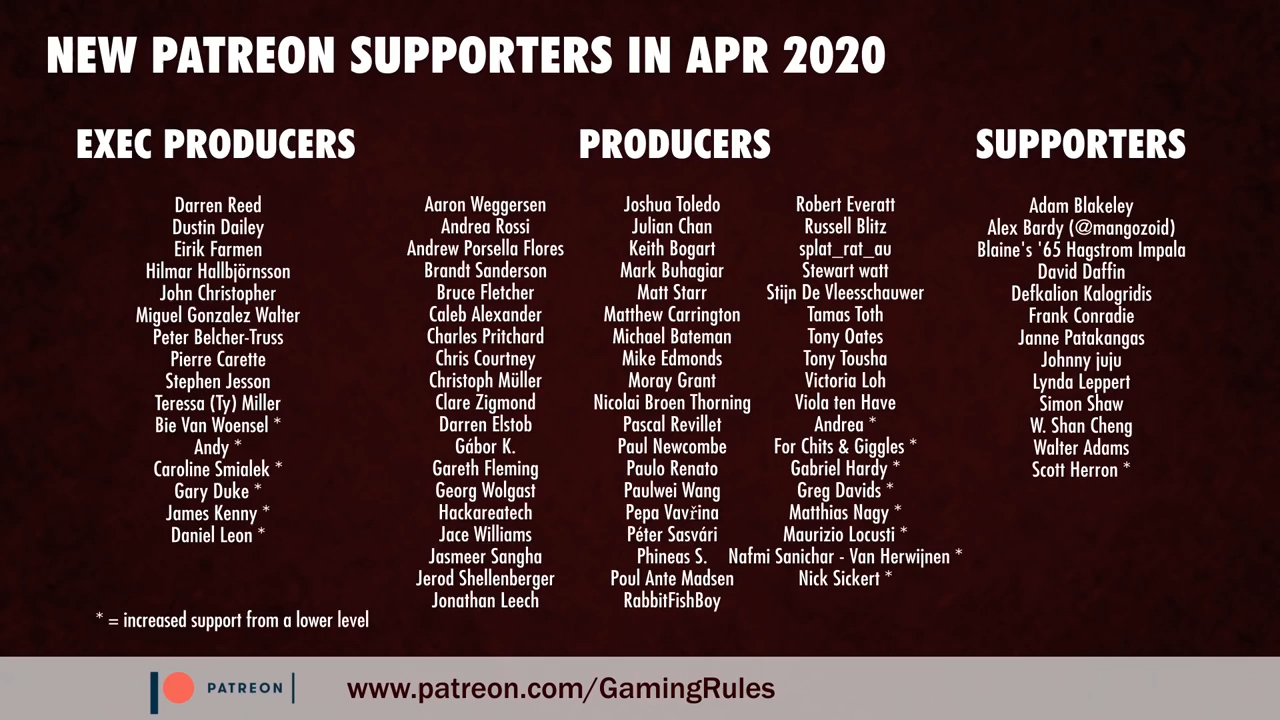 NEW PATREON SUPPORTERS IN APR 2020
EXEC PRODUCERS
Darren Reed
Dustin Dailey
Eirik Farmen
Hilmar Hallbjörnsson
John Christopher
Miguel Gonzalez Walter
Peter Belcher-Truss
Pierre Carette
Stephen Jesson
Teressa (Ty) Miller
Bie Van Woensel *
Andy *
Caroline Smialek *
Gary Duke *
James Kenny *
Daniel Leon *
* = increased support from a lower level
PRODUCERS
Aaron Weggersen
Andrea Rossi
Andrew Porsella Flores
Brandt Sanderson
Bruce Fletcher
Caleb Alexander
Charles Pritchard
Chris Courtney
Christoph Müller
Clare Zigmond
Darren Elstob
Gábor K.
Gareth Fleming
Georg Wolgast
Hackareatech
Jace Williams
Jasmeer Sangha
Jerod Shellenberger
Jonathan Leech
Joshua Toledo
Julian Chan
Keith Bogart
Mark Buhagiar
Matt Starr
Matthew Carrington
Michael Bateman
Mike Edmonds
Moray Grant
Nicolai Broen Thorning
Pascal Revillet
Paul Newcombe
Paulo Renato
Paulwei Wang
Pepa Vavřina
Péter Sasvári
Phineas S.
Poul Ante Madsen
RabbitFishBoy
Robert Everatt
Russell Blitz
splat_rat_au
Stewart watt
Stijn De Vleesschauwer
Tamas Toth
Tony Oates
Tony Tousha
Victoria Loh
Viola ten Have
Andrea *
For Chits & Giggles *
Gabriel Hardy *
Greg Davids *
Matthias Nagy *
Maurizio Locusti *
Nafmi Sanichar - Van Herwijnen *
Nick Sickert *
SUPPORTERS
Adam Blakeley
Alex Bardy (@mangozoid)
Blaine's '65 Hagstrom Impala
David Daffin
Defkalion Kalogridis
Frank Conradie
Janne Patakangas
Johnny juju
Lynda Leppert
Simon Shaw
W. Shan Cheng
Walter Adams
Scott Herron *
PATREON
www.patreon.com/GamingRules